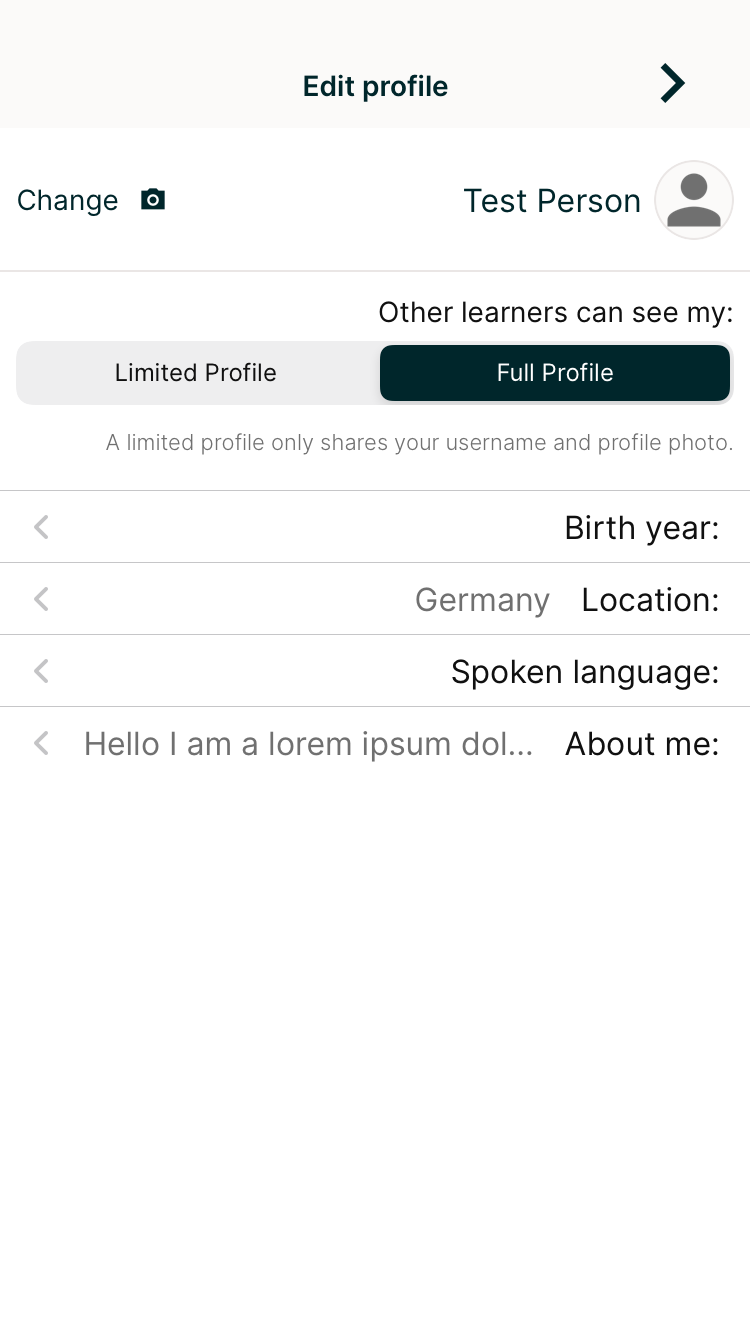 Edit profile
Change
Test Person
Other learners can see my:
Limited Profile
Full Profile
A limited profile only shares your username and profile photo.
Birth year:
Location:
Germany
Spoken language:
About me:
Hello I am a lorem ipsum dol...